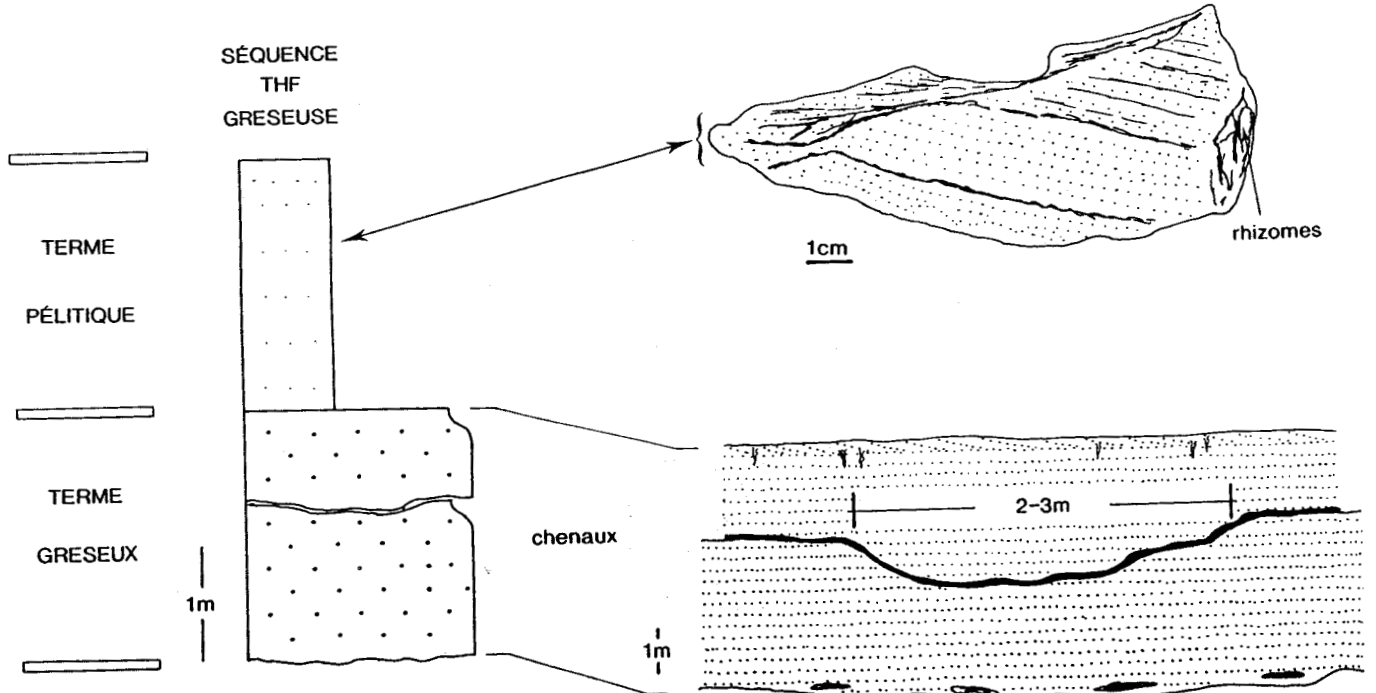 SÉQUENCE
THF
GRESEUSE
TERME
PÉLITIQUE
TERME
GRESEUX
1m
chenaux
1cm
rhizomes
2-3m
1m